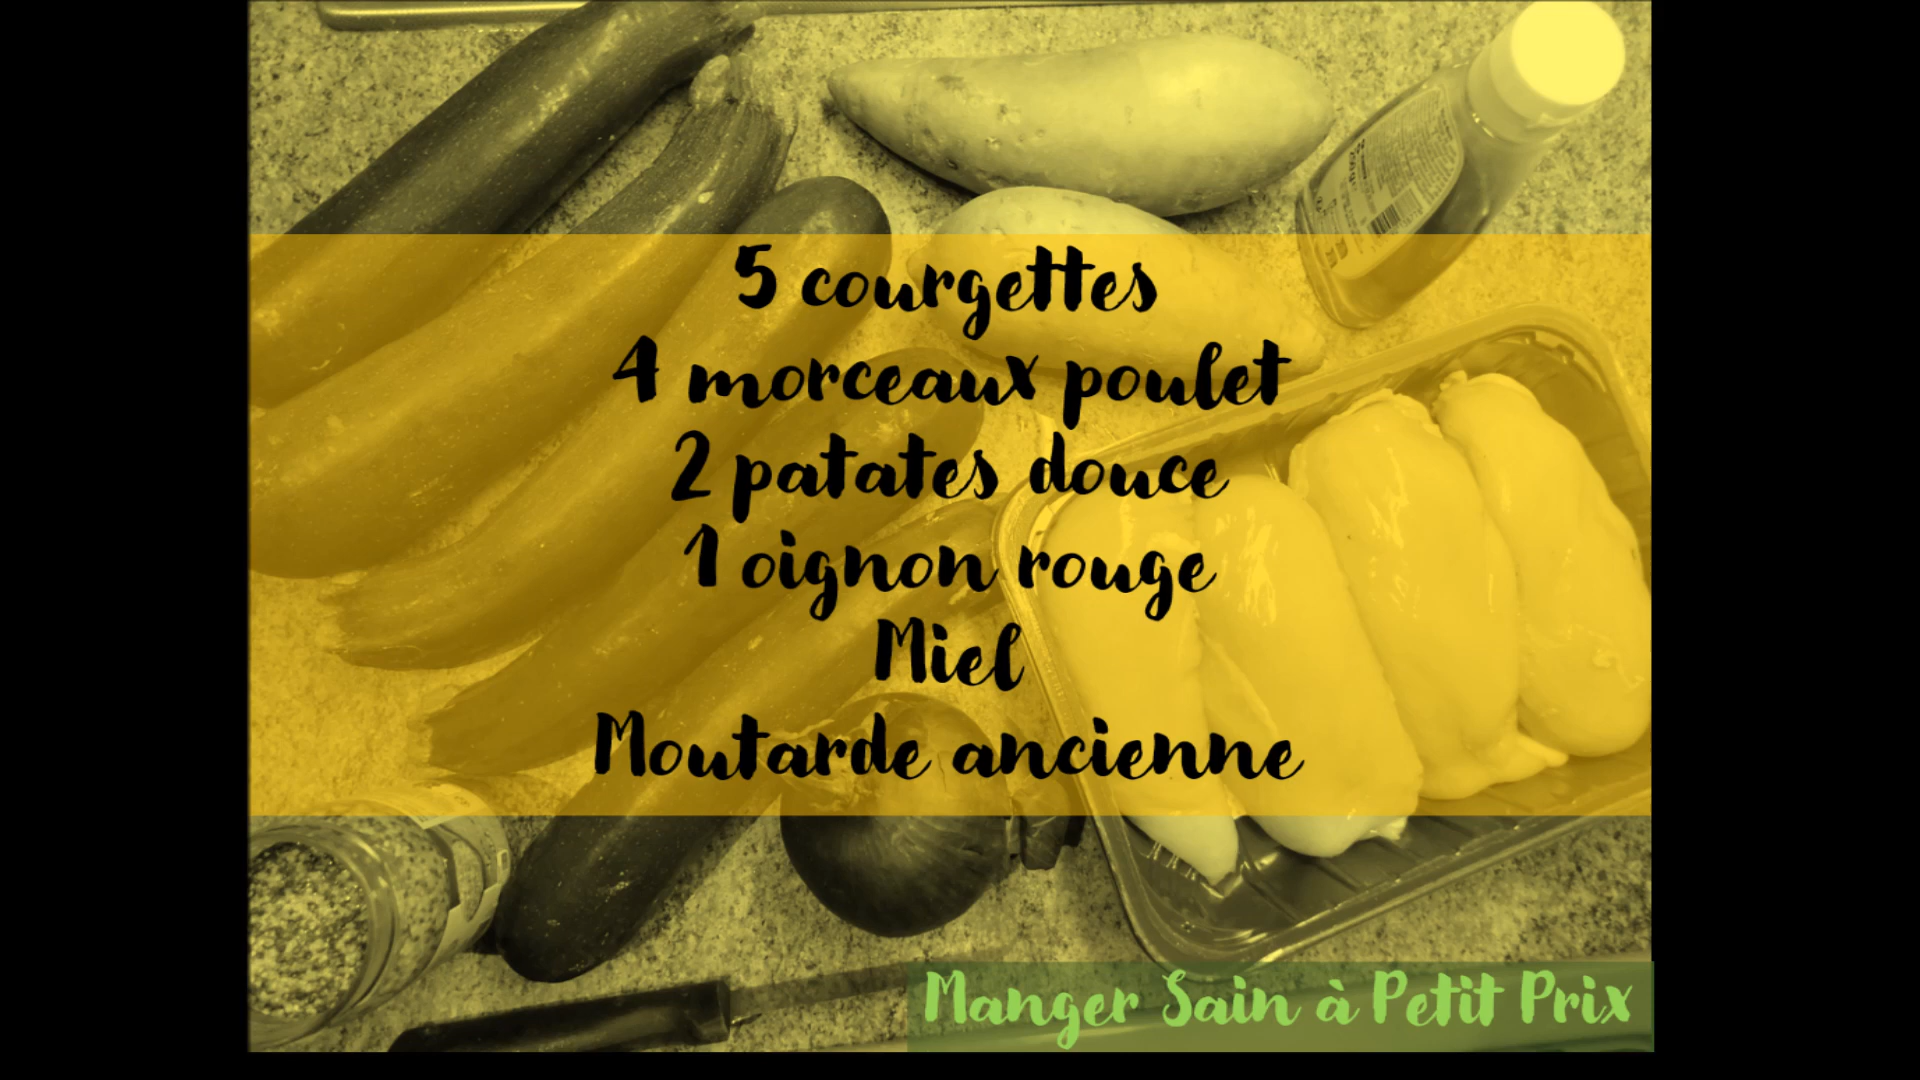 5 courgettes
4 morceaux poulet
2 patates douce
1 oignon rouge
Miel
Moutarde ancienne
Manger Sain à Petit Prix